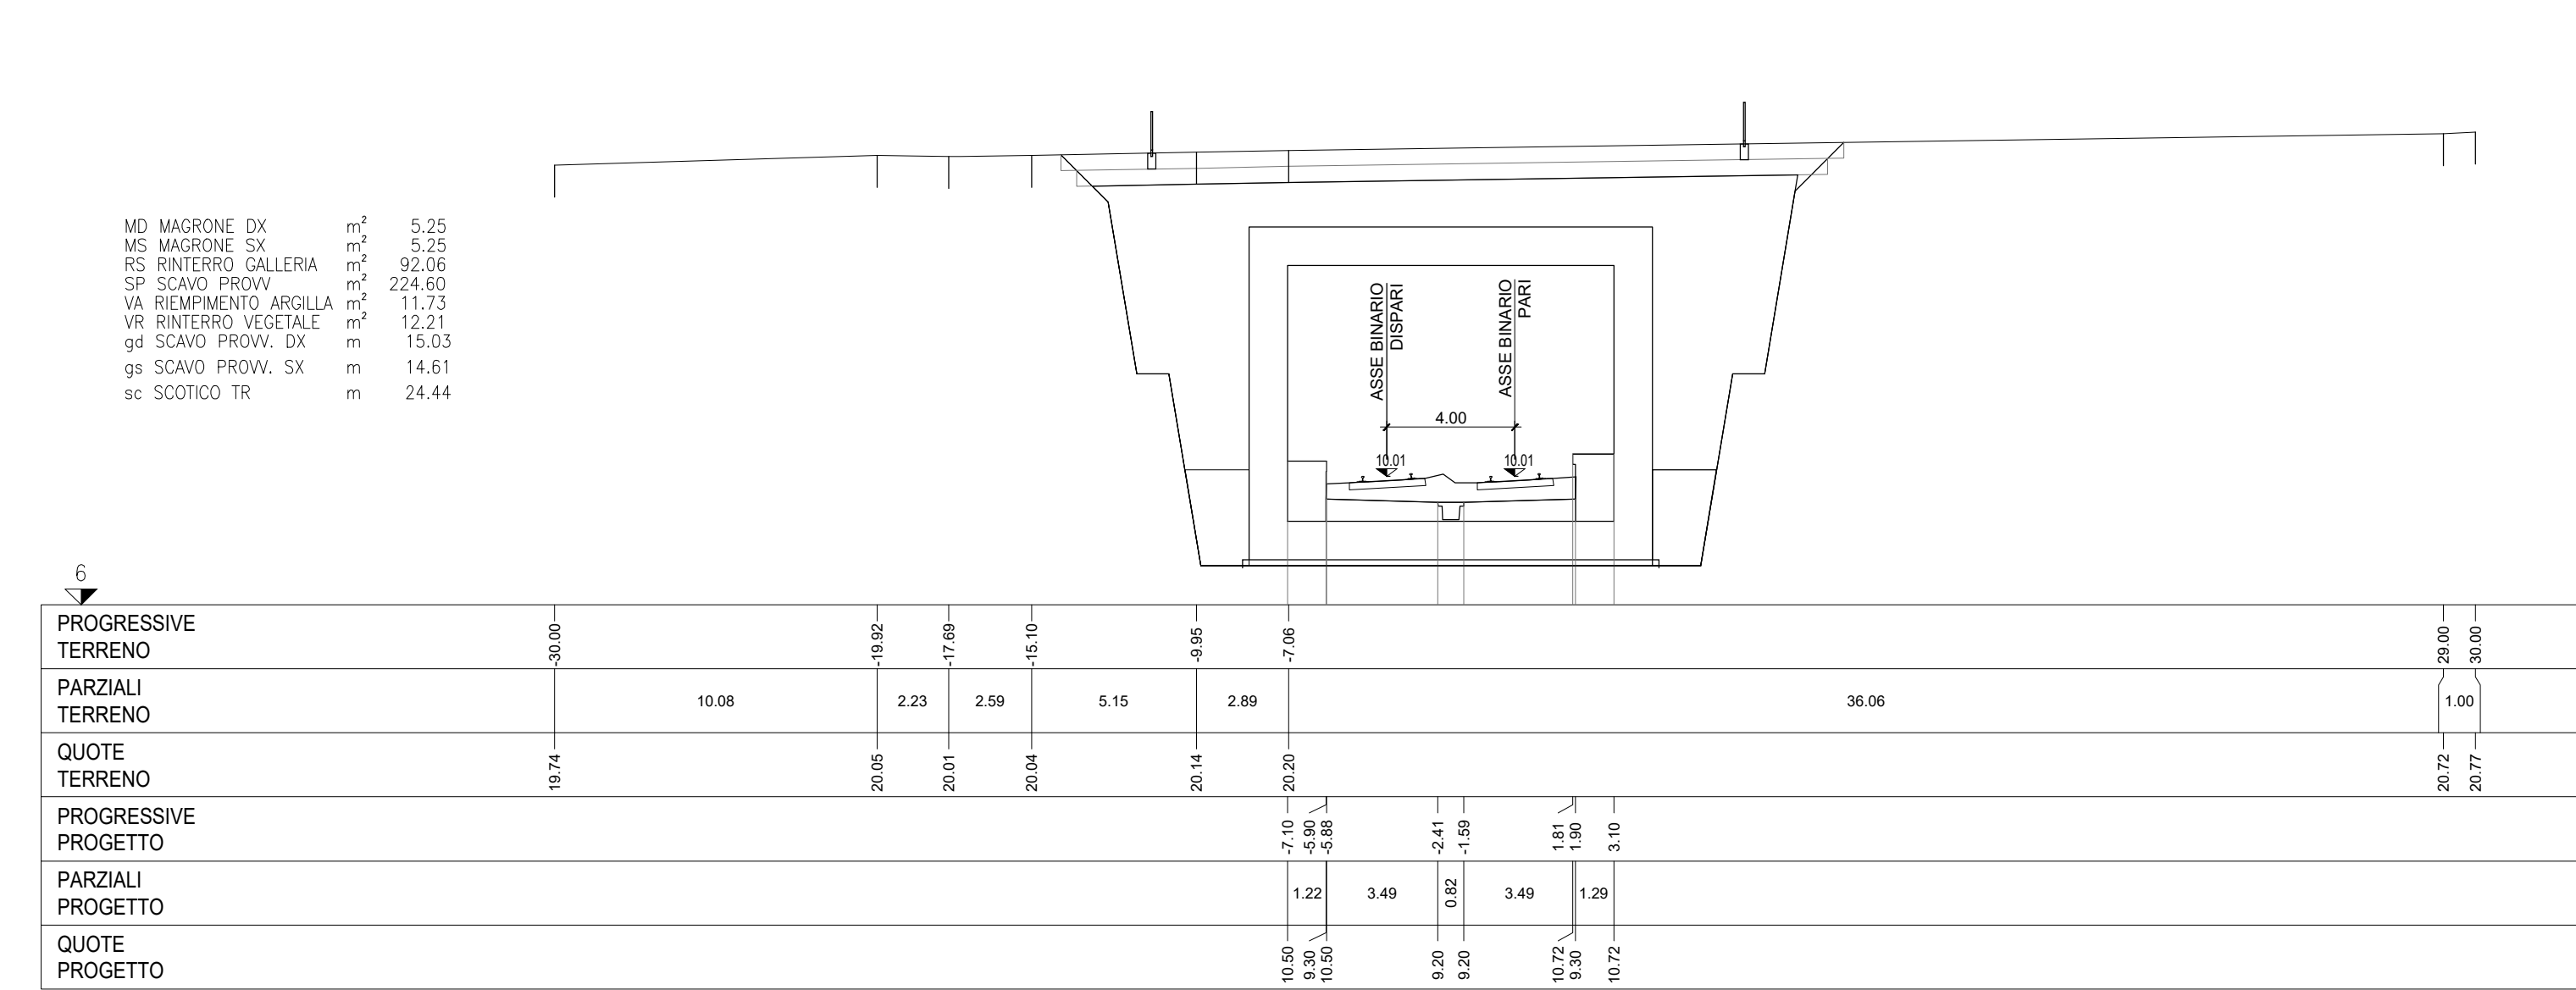 MD MAGRONE DX m² 5.25
MS MAGRONE SX m² 5.25
RS RINTERRO GALLERIA m² 92.06
SP SCAVO PROVV m² 224.60
VA RIEMPIMENTO ARGILLA m² 11.73
VR RINTERRO VEGETALE m² 12.21
gd SCAVO PROVV. DX m 15.03
gs SCAVO PROVV. SX m 14.61
sc SCOTICO TR m 24.44
ASSE BINARIO
DISPARI
ASSE BINARIO
PARI
4.00
10.01
10.01
6
PROGRESSIVE
TERRENO
-30.00 -19.92 -17.69 -15.10 -9.95 -7.06 29.00 30.00
PARZIALI
TERRENO
10.08 2.23 2.59 5.15 2.89 36.06 1.00
QUOTE
TERRENO
19.74 20.05 20.01 20.04 20.14 20.20 20.72 20.77
PROGRESSIVE
PROGETTO
-7.10 -5.90 -5.88 -2.41 -1.59 1.81 1.90 3.10
PARZIALI
PROGETTO
1.22 3.49 0.82 3.49 1.29
QUOTE
PROGETTO
10.50 9.30 10.50 9.20 9.20 10.72 9.30 10.72